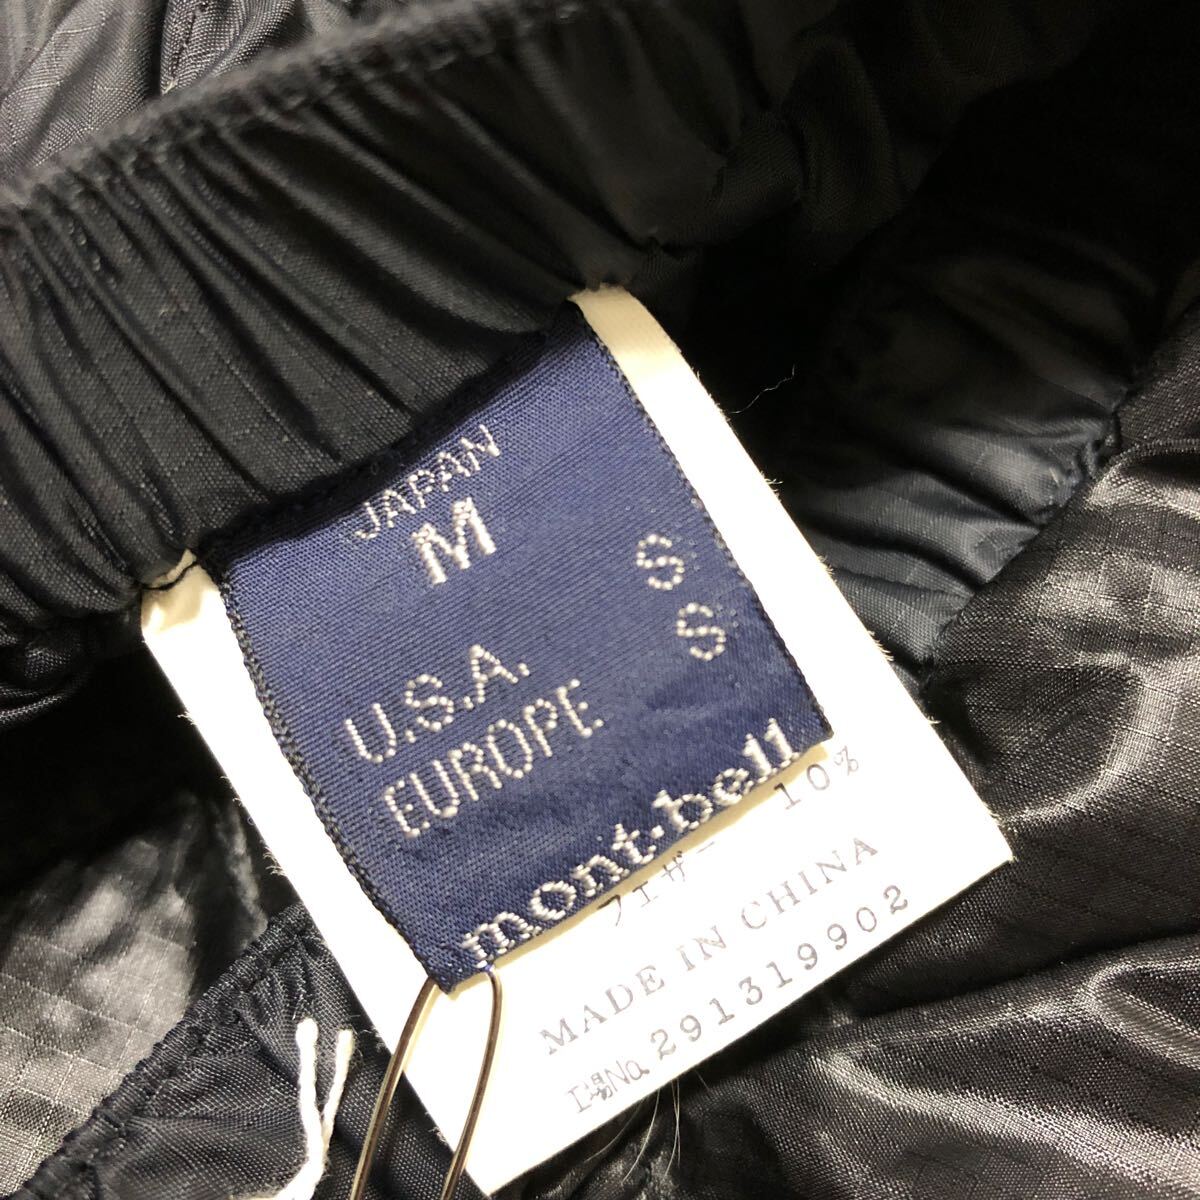 JAPAN
M
U.S.A. S
EUROPE S
mont-bell
フェザー 10%
MADE IN CHINA
工場No.291319902